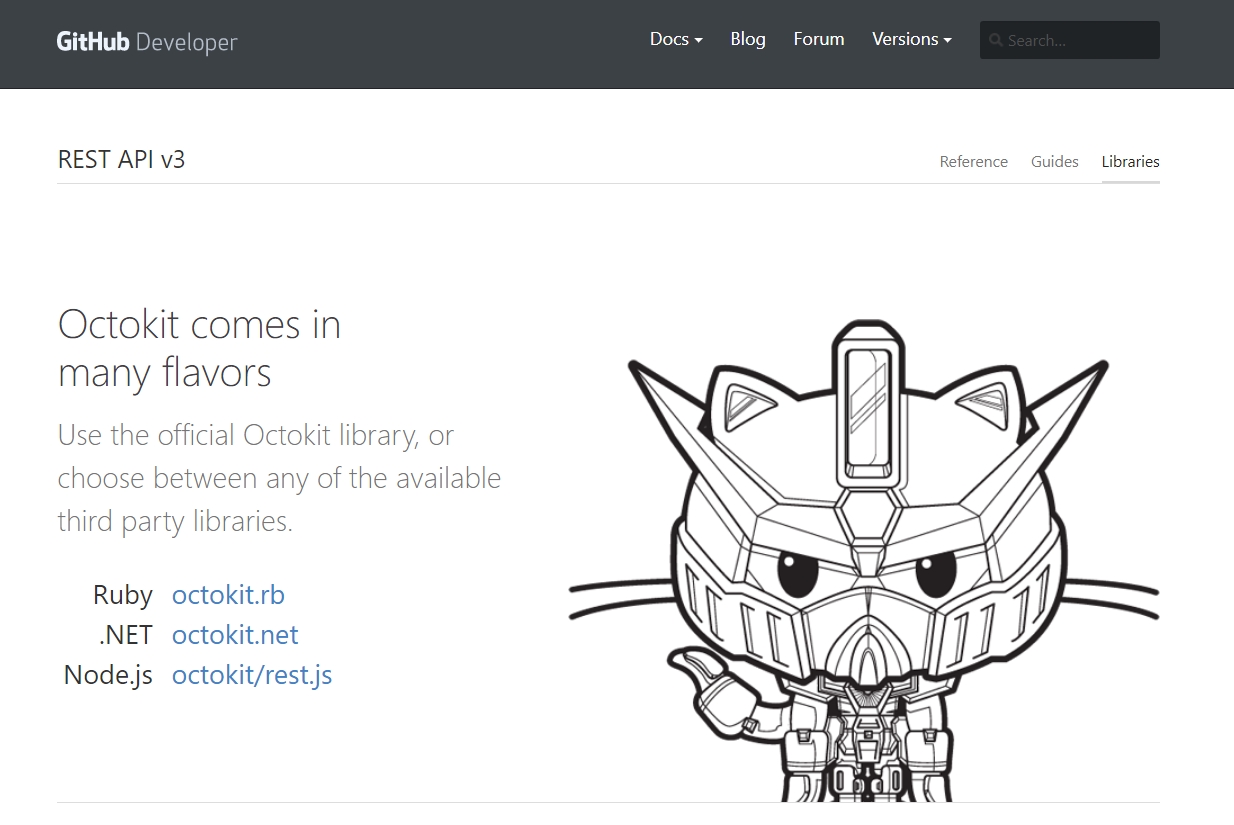 GitHub Developer
Docs
Blog
Forum
Versions
Search...
REST API v3
Reference
Guides
Libraries
Octokit comes in
many flavors
Use the official Octokit library, or
choose between any of the available
third party libraries.
Ruby octokit.rb
.NET octokit.net
Node.js octokit/rest.js